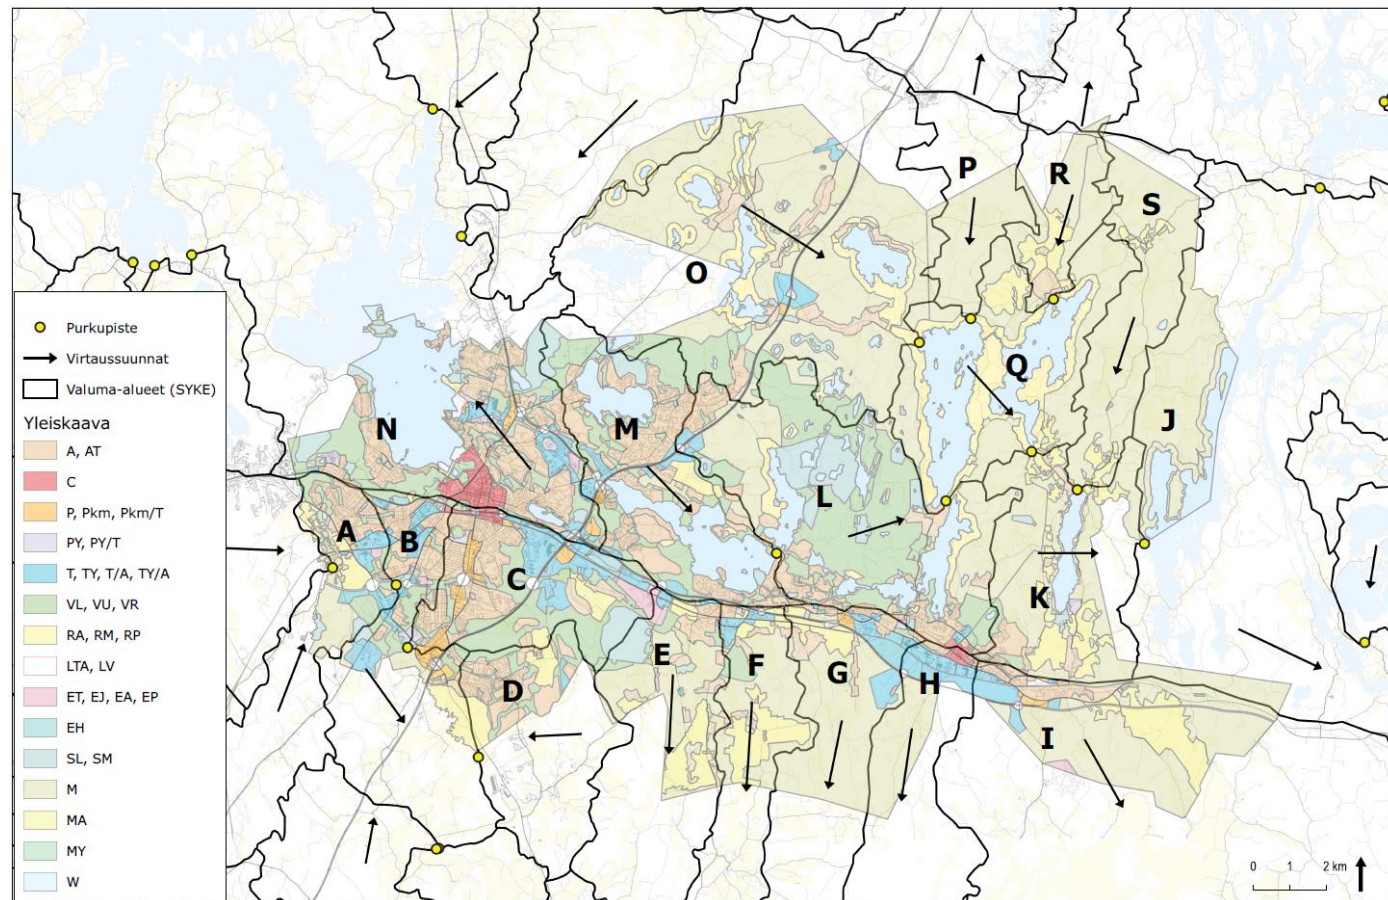 P
R
S
O
Q
N
M
J
L
A
B
C
K
E
F
G
H
D
I
Purkupiste
Virtaussuunnat
Valuma-alueet (SYKE)
Yleiskaava
A, AT
C
P, Pkm, Pkm/T
PY, PY/T
T, TY, T/A, TY/A
VL, VU, VR
RA, RM, RP
LTA, LV
ET, EJ, EA, EP
EH
SL, SM
M
MA
MY
W
0 1 2 km